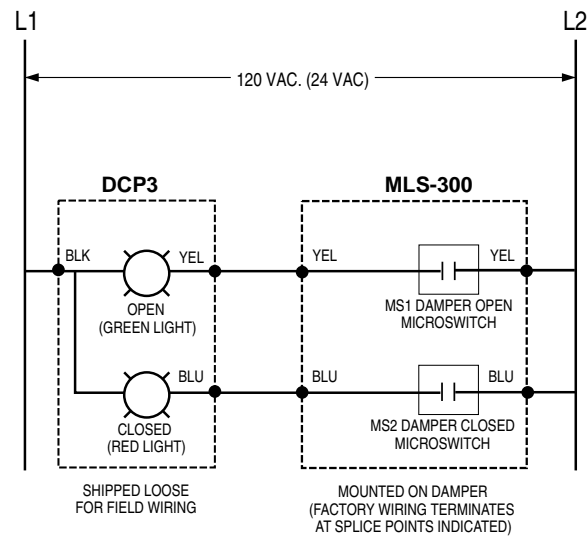 L1
L2
120 VAC. (24 VAC)
DCP3
MLS-300
BLK
YEL
YEL
YEL
OPEN
(GREEN LIGHT)
MS1 DAMPER OPEN
MICROSWITCH
BLU
BLU
BLU
CLOSED
(RED LIGHT)
MS2 DAMPER CLOSED
MICROSWITCH
SHIPPED LOOSE
FOR FIELD WIRING
MOUNTED ON DAMPER
(FACTORY WIRING TERMINATES
AT SPLICE POINTS INDICATED)